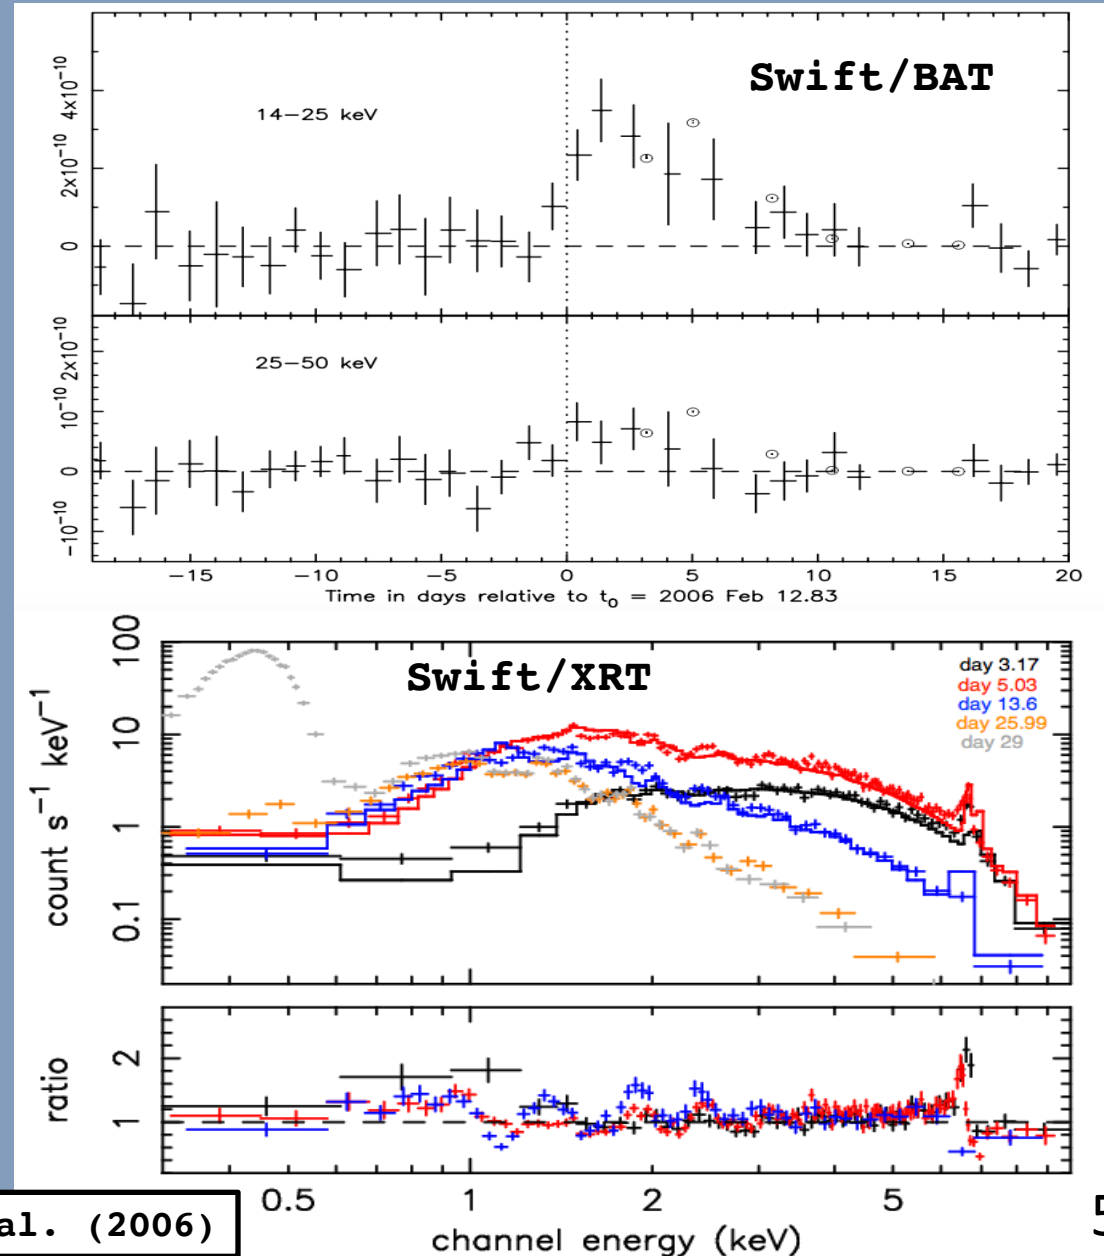 Swift/BAT
4x10⁻¹⁰
14–25 keV
2x10⁻¹⁰
0
2x10⁻¹⁰
25–50 keV
10⁻¹⁰
0
−10⁻¹⁰
−15 −10 −5 0 5 10 15 20
Time in days relative to t₀ = 2006 Feb 12.83
100
Swift/XRT
day 3.17
day 5.03
day 13.6
day 25.99
day 29
10
count s⁻¹ keV⁻¹
1
0.1
2
ratio
1
0.5 1 2 5
al. (2006)
channel energy (keV)